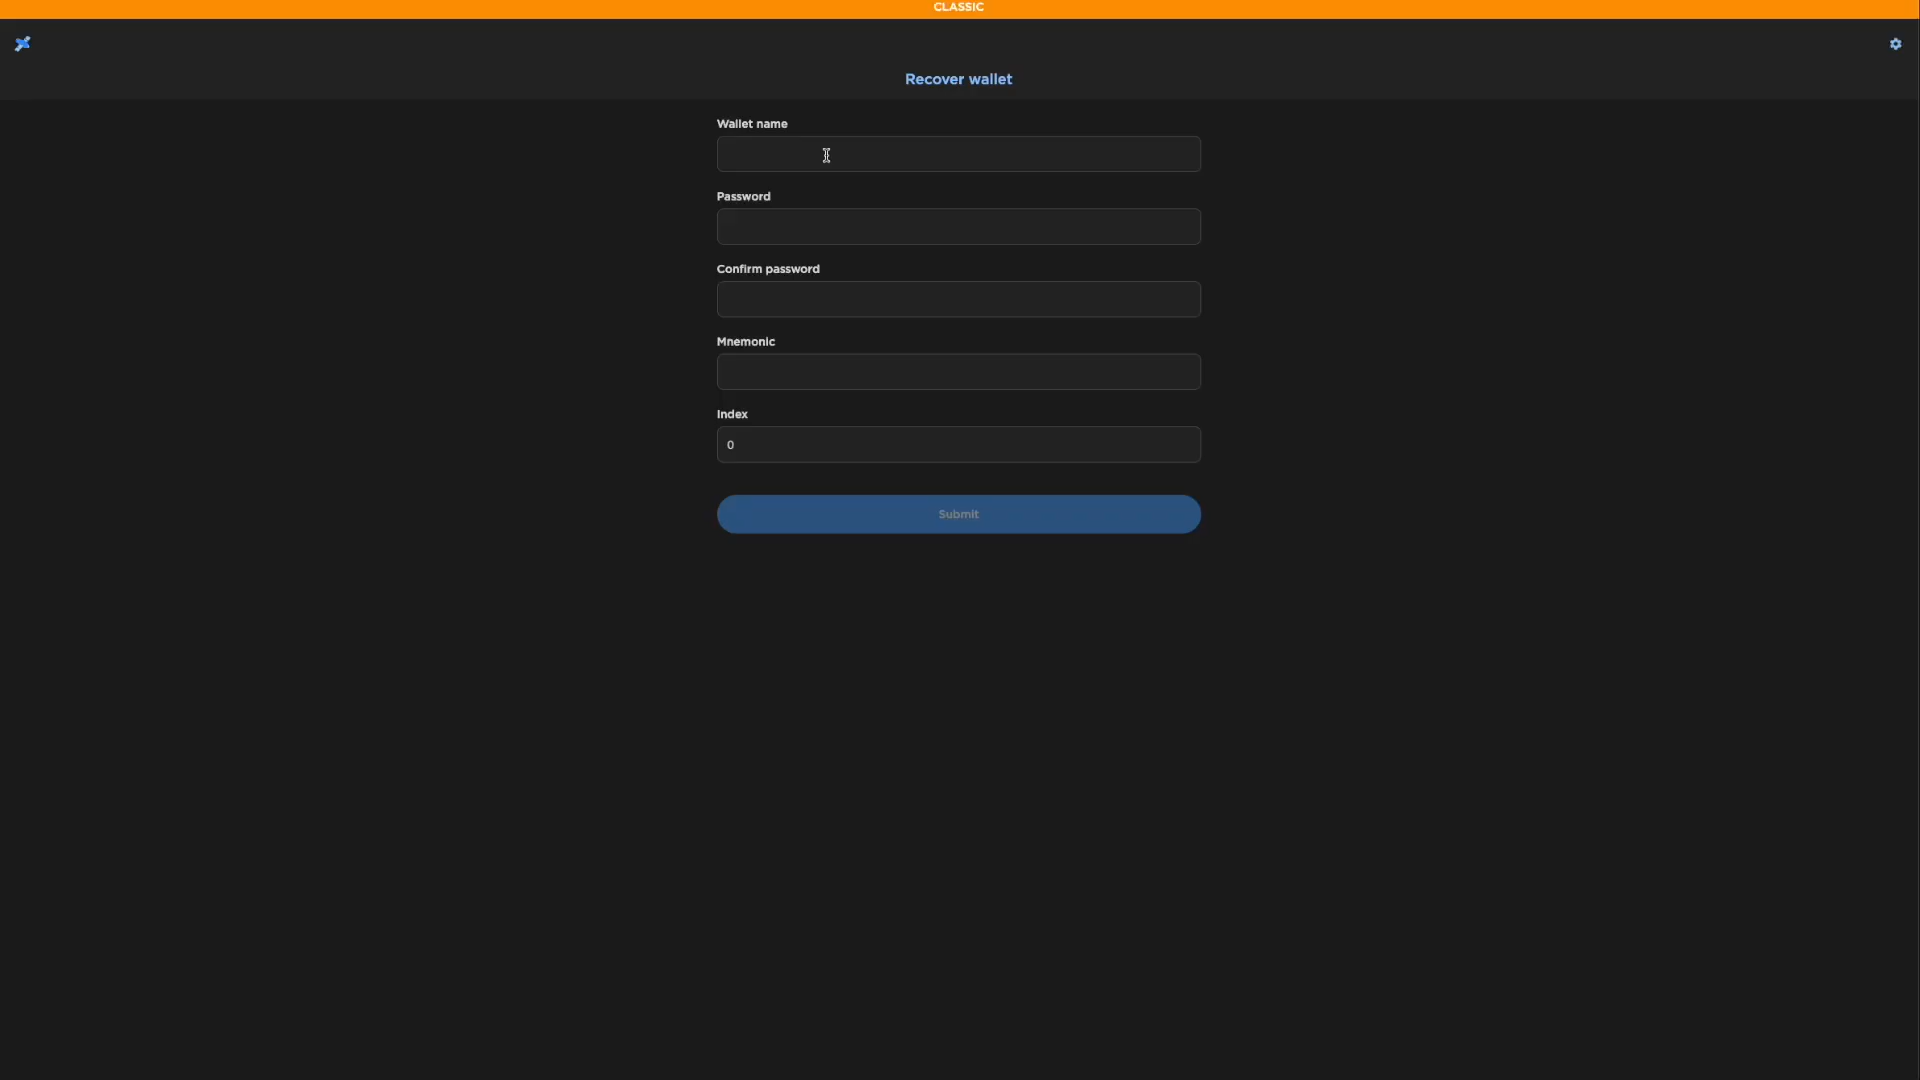 CLASSIC
Recover wallet
Wallet name
Password
Confirm password
Mnemonic
Index
0
Submit